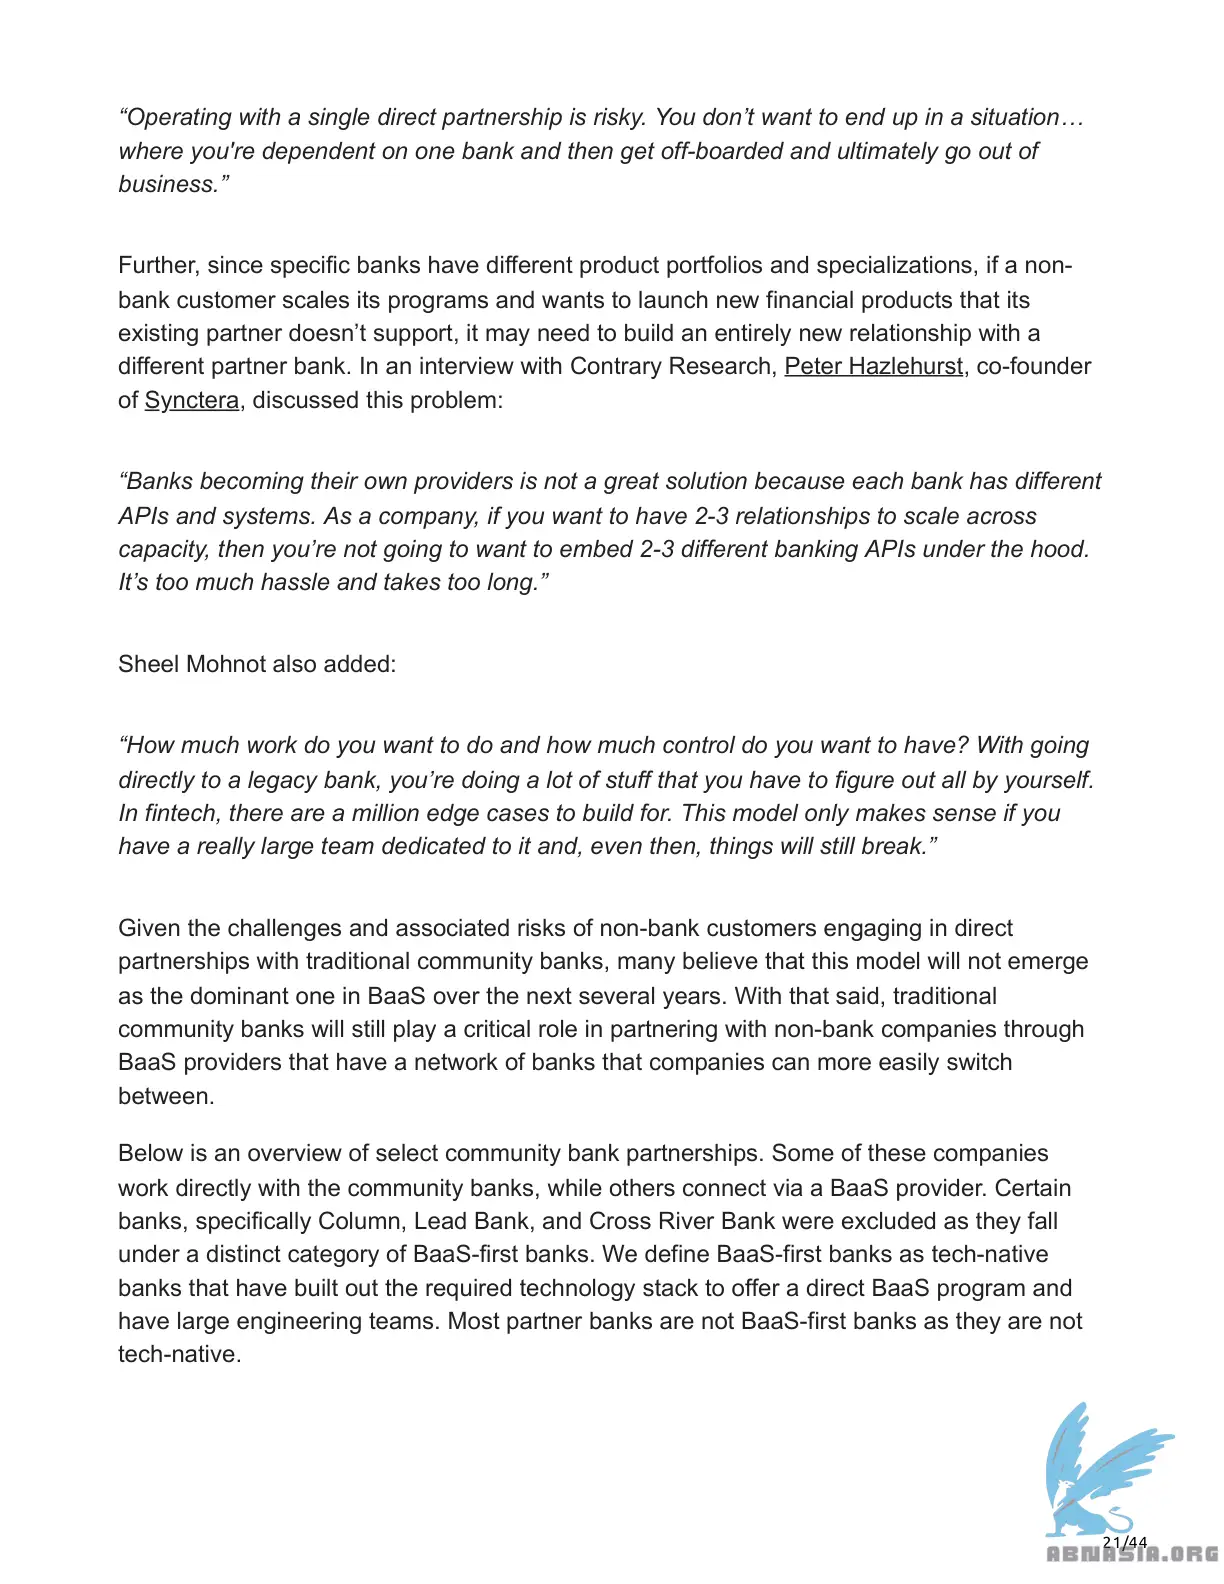 “Operating with a single direct partnership is risky. You don’t want to end up in a situation…
where you're dependent on one bank and then get off-boarded and ultimately go out of
business.”
Further, since specific banks have different product portfolios and specializations, if a non-
bank customer scales its programs and wants to launch new financial products that its
existing partner doesn’t support, it may need to build an entirely new relationship with a
different partner bank. In an interview with Contrary Research, Peter Hazlehurst, co-founder
of Synctera, discussed this problem:
“Banks becoming their own providers is not a great solution because each bank has different
APIs and systems. As a company, if you want to have 2-3 relationships to scale across
capacity, then you’re not going to want to embed 2-3 different banking APIs under the hood.
It’s too much hassle and takes too long.”
Sheel Mohnot also added:
“How much work do you want to do and how much control do you want to have? With going
directly to a legacy bank, you’re doing a lot of stuff that you have to figure out all by yourself.
In fintech, there are a million edge cases to build for. This model only makes sense if you
have a really large team dedicated to it and, even then, things will still break.”
Given the challenges and associated risks of non-bank customers engaging in direct
partnerships with traditional community banks, many believe that this model will not emerge
as the dominant one in BaaS over the next several years. With that said, traditional
community banks will still play a critical role in partnering with non-bank companies through
BaaS providers that have a network of banks that companies can more easily switch
between.
Below is an overview of select community bank partnerships. Some of these companies
work directly with the community banks, while others connect via a BaaS provider. Certain
banks, specifically Column, Lead Bank, and Cross River Bank were excluded as they fall
under a distinct category of BaaS-first banks. We define BaaS-first banks as tech-native
banks that have built out the required technology stack to offer a direct BaaS program and
have large engineering teams. Most partner banks are not BaaS-first banks as they are not
tech-native.
21/44
ABNASIA.ORG